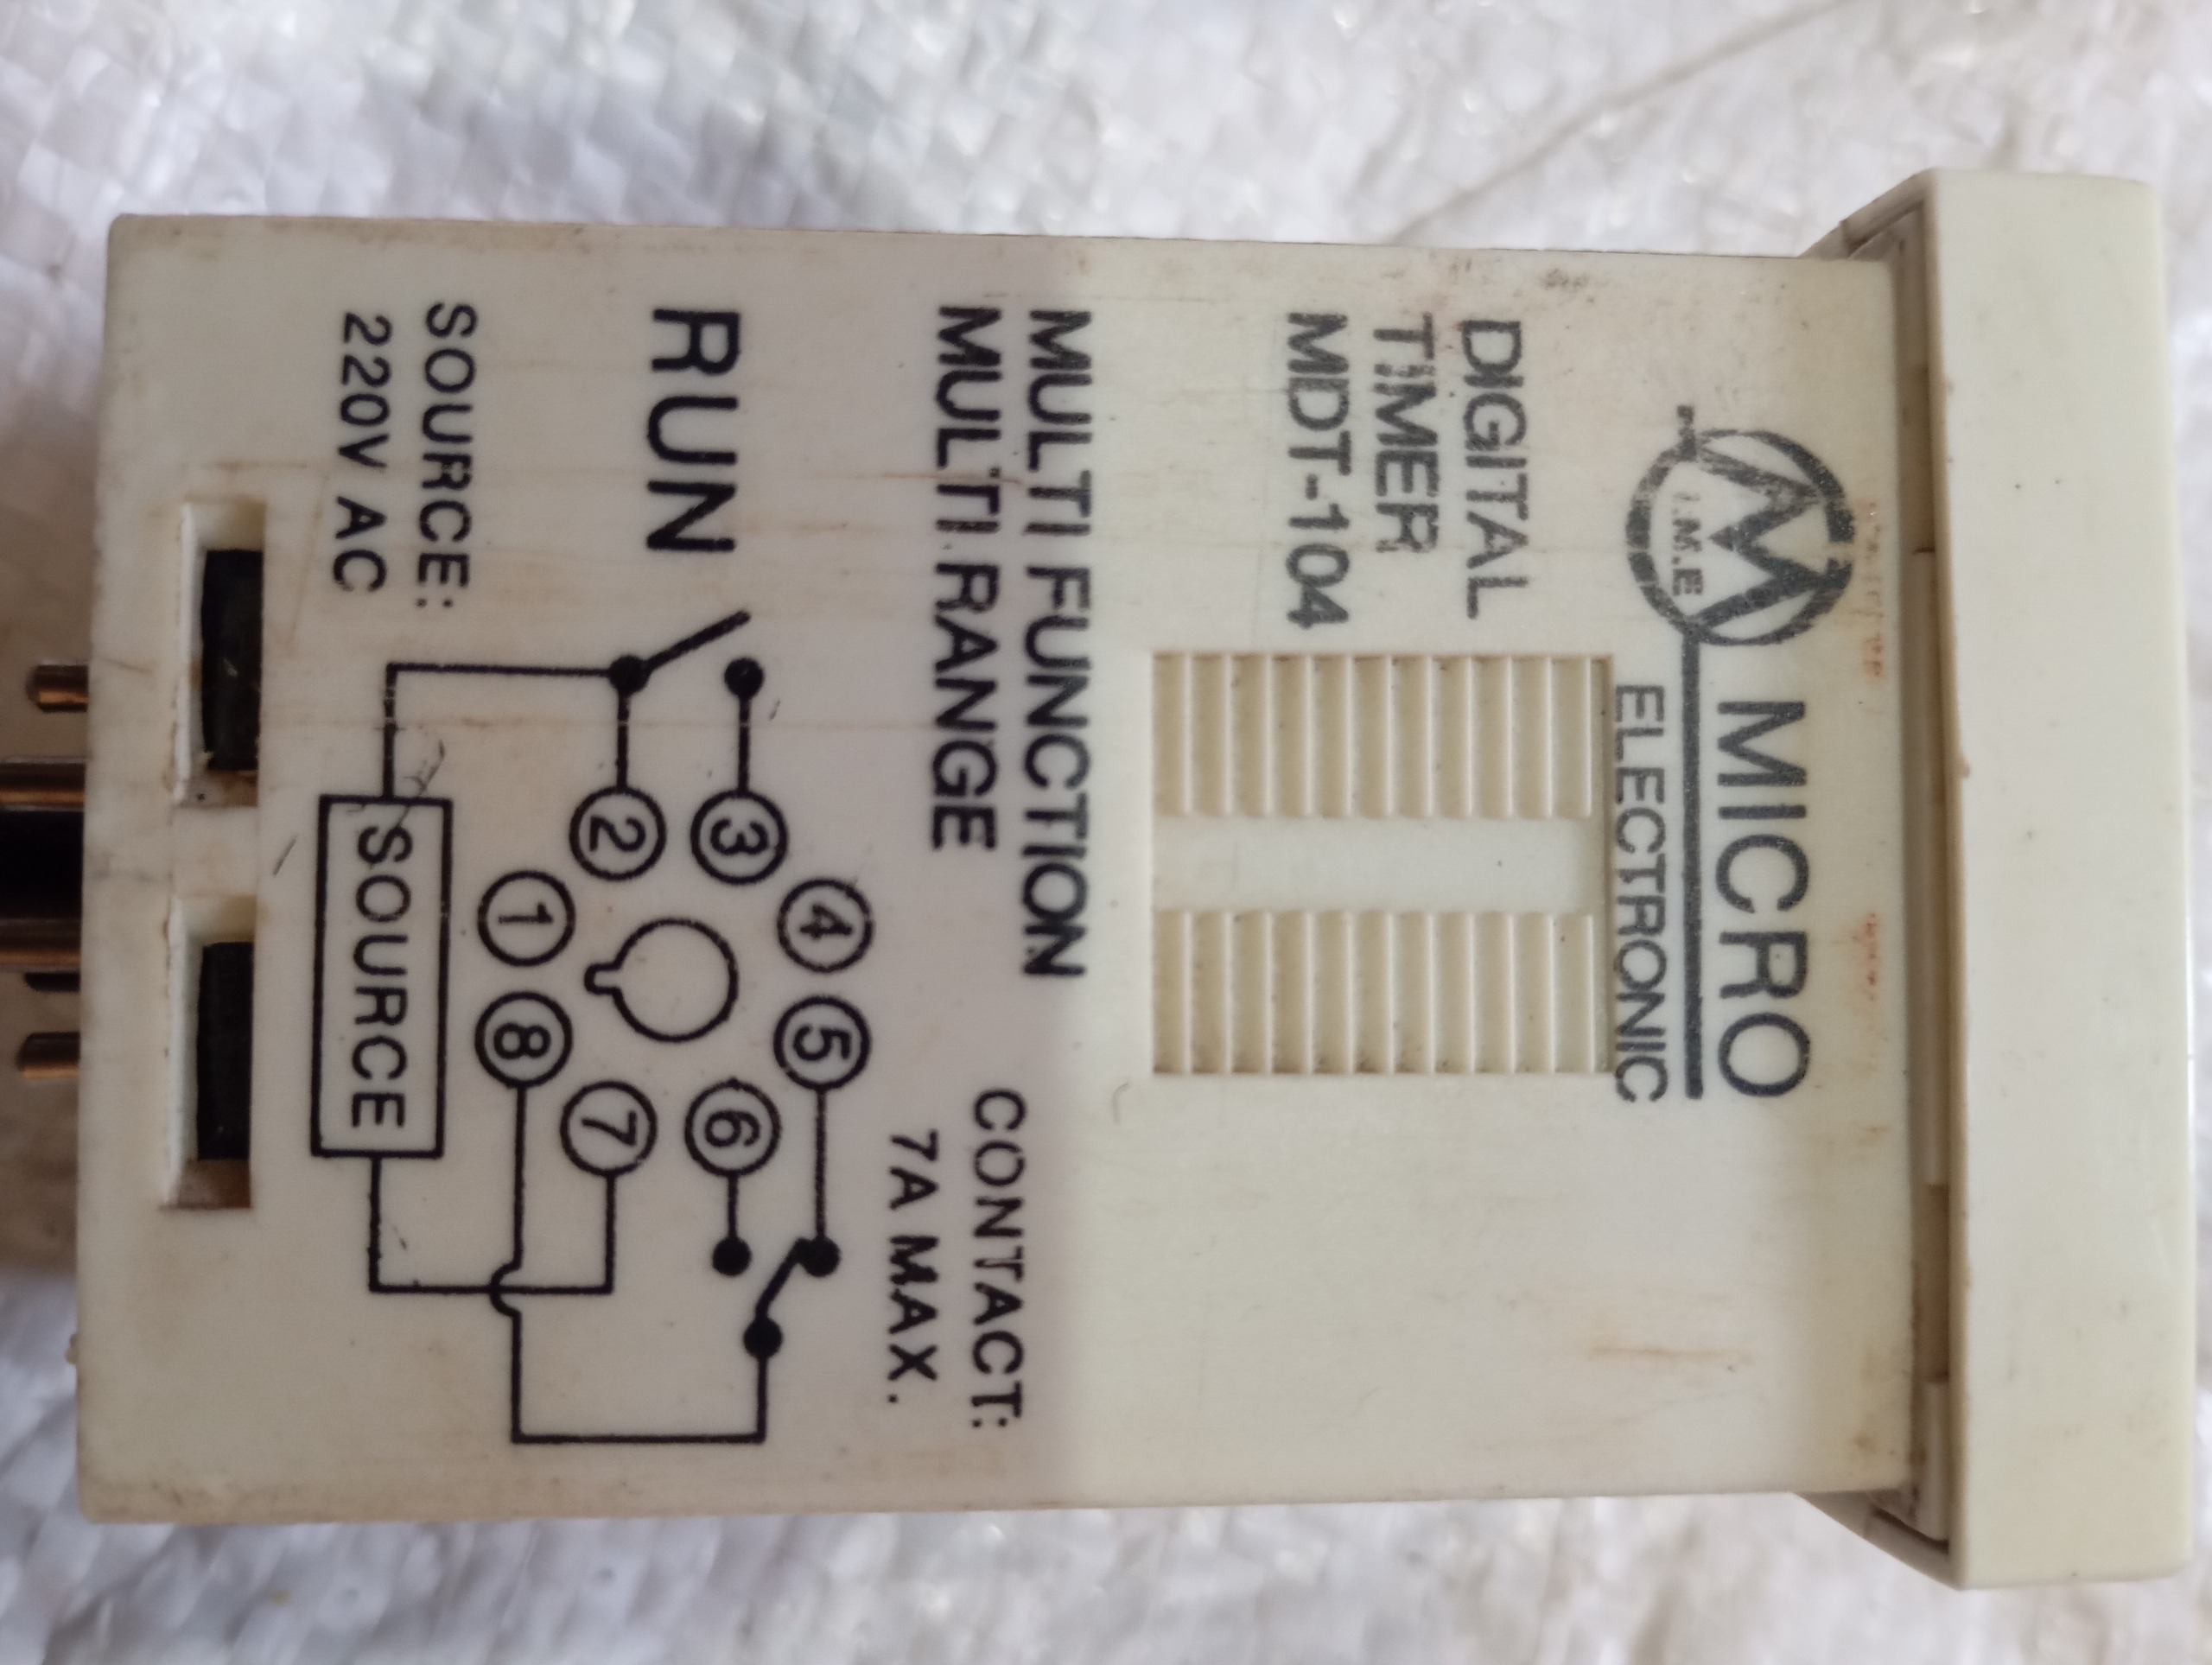 I.M.E
MICRO
ELECTRONIC
DIGITAL
TIMER
MDT-104
MULTI FUNCTION
MULTI RANGE
CONTACT:
7A MAX.
RUN
3
4
5
6
2
1
8
7
SOURCE:
220V AC
SOURCE